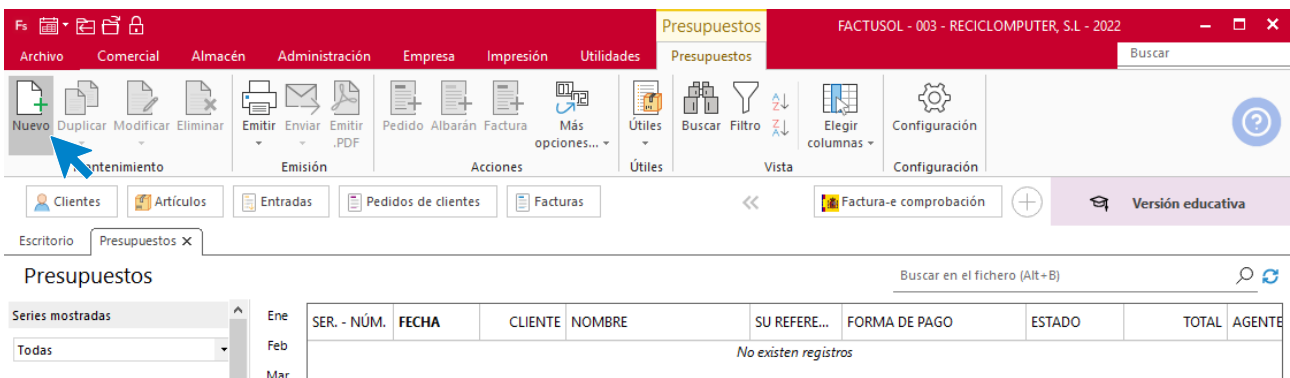 Fs Presupuestos FACTUSOL - 003 - RECICLOMPUTER, S.L - 2022
Archivo Comercial Almacén Administración Empresa Impresión Utilidades Presupuestos Buscar
Nuevo Duplicar Modificar Eliminar Emitir Enviar Emitir .PDF Pedido Albarán Factura Más opciones... Útiles Buscar Filtro Elegir columnas Configuración
Mantenimiento Emisión Acciones Útiles Vista Configuración
Clientes Artículos Entradas Pedidos de clientes Facturas Factura-e comprobación Versión educativa
Escritorio Presupuestos
Presupuestos Buscar en el fichero (Alt+B)
Series mostradas Ene SER. - NÚM. FECHA CLIENTE NOMBRE SU REFERE... FORMA DE PAGO ESTADO TOTAL AGENTE
Todas Feb No existen registros
Mar